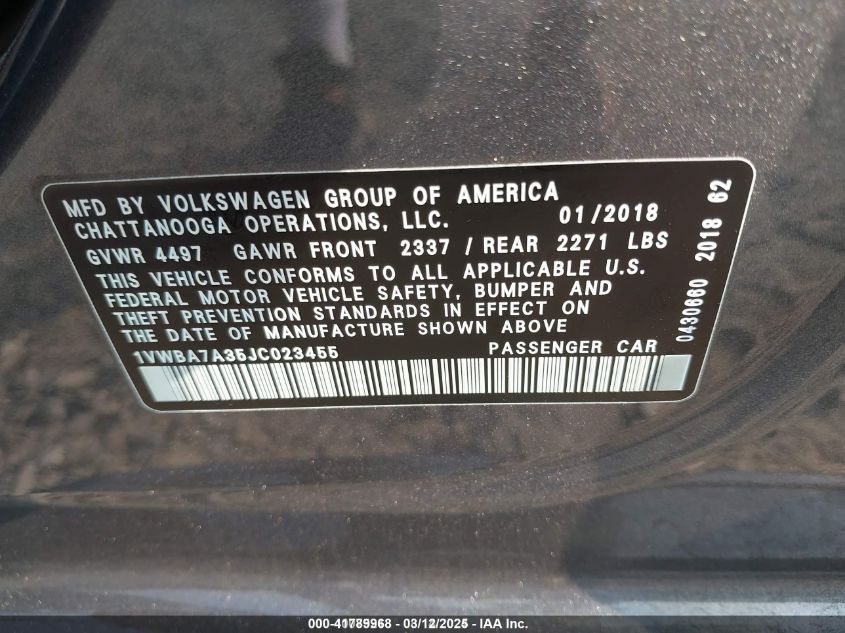 MFD BY VOLKSWAGEN GROUP OF AMERICA
CHATTANOOGA OPERATIONS, LLC. 01/2018
GVWR 4497 GAWR FRONT 2337 / REAR 2271 LBS
THIS VEHICLE CONFORMS TO ALL APPLICABLE U.S.
FEDERAL MOTOR VEHICLE SAFETY, BUMPER AND
THEFT PREVENTION STANDARDS IN EFFECT ON
THE DATE OF MANUFACTURE SHOWN ABOVE
1VWBA7A35JC023455 PASSENGER CAR
0430660 2018 62
000-41789968 - 03/12/2025 - IAA Inc.